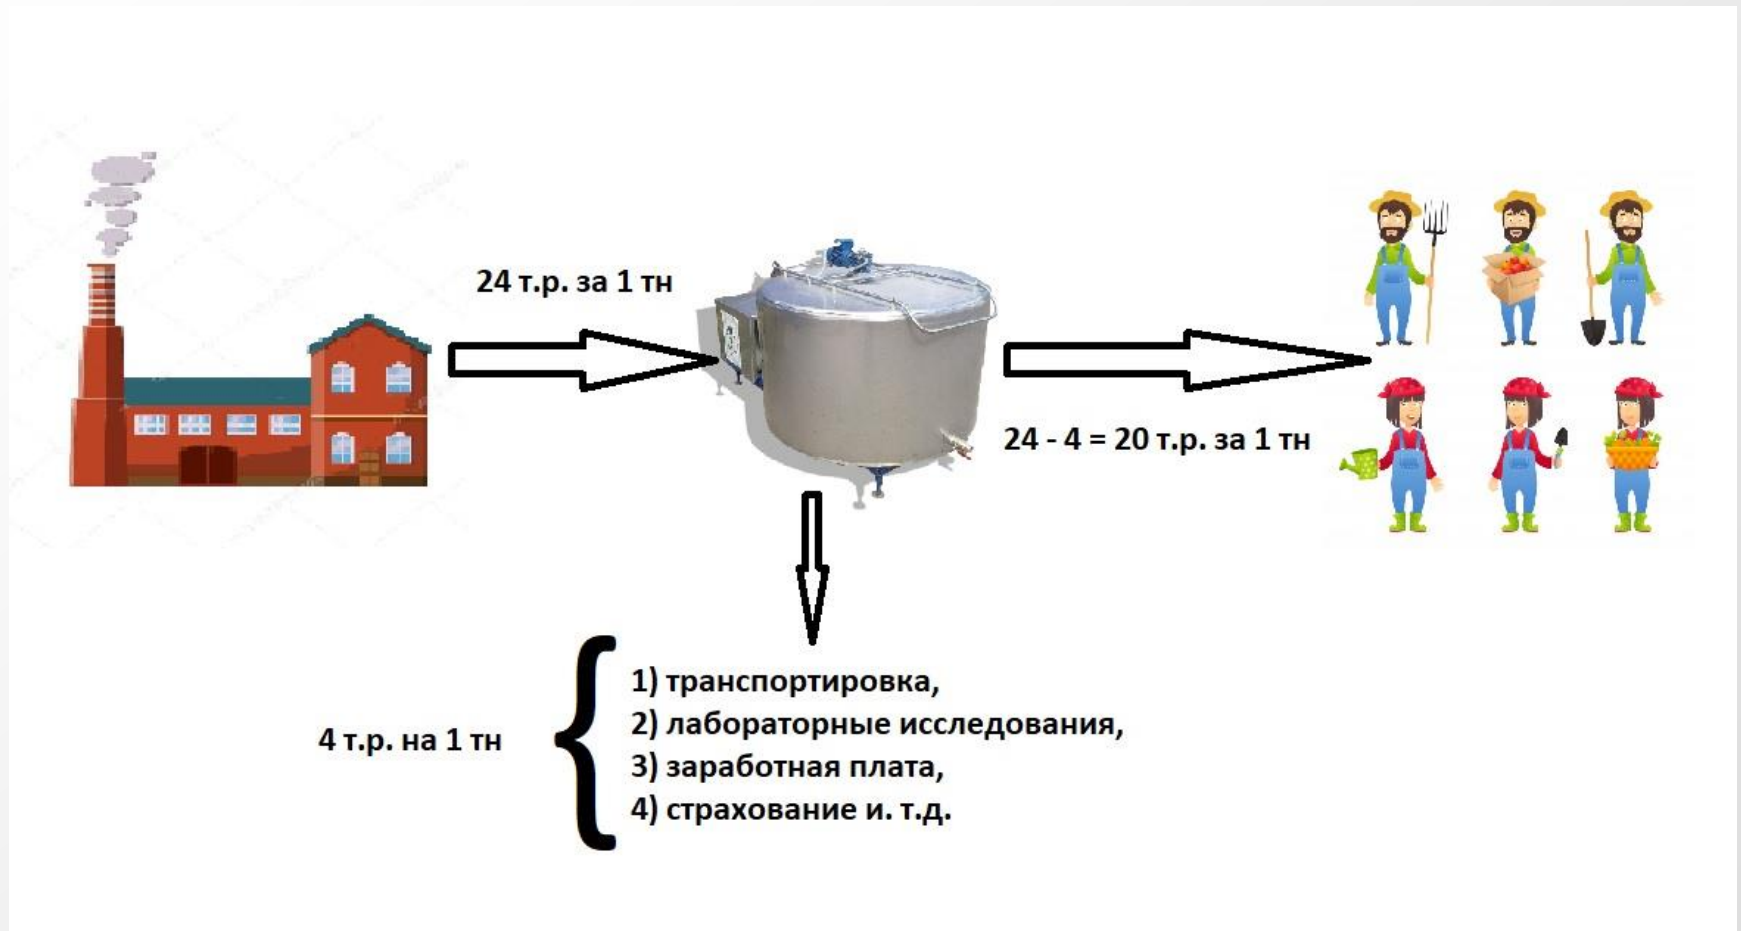 24 т.р. за 1 тн
24 - 4 = 20 т.р. за 1 тн
4 т.р. на 1 тн
1) транспортировка,
2) лабораторные исследования,
3) заработная плата,
4) страхование и. т.д.